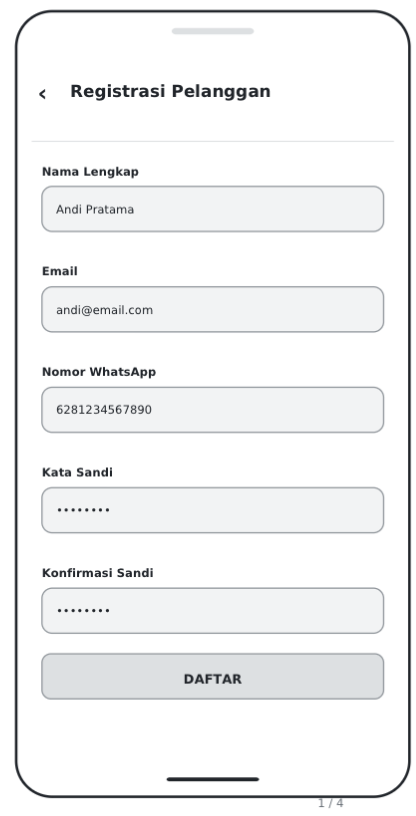 ‹ Registrasi Pelanggan
Nama Lengkap
Andi Pratama
Email
andi@email.com
Nomor WhatsApp
6281234567890
Kata Sandi
••••••••
Konfirmasi Sandi
••••••••
DAFTAR
1 / 4